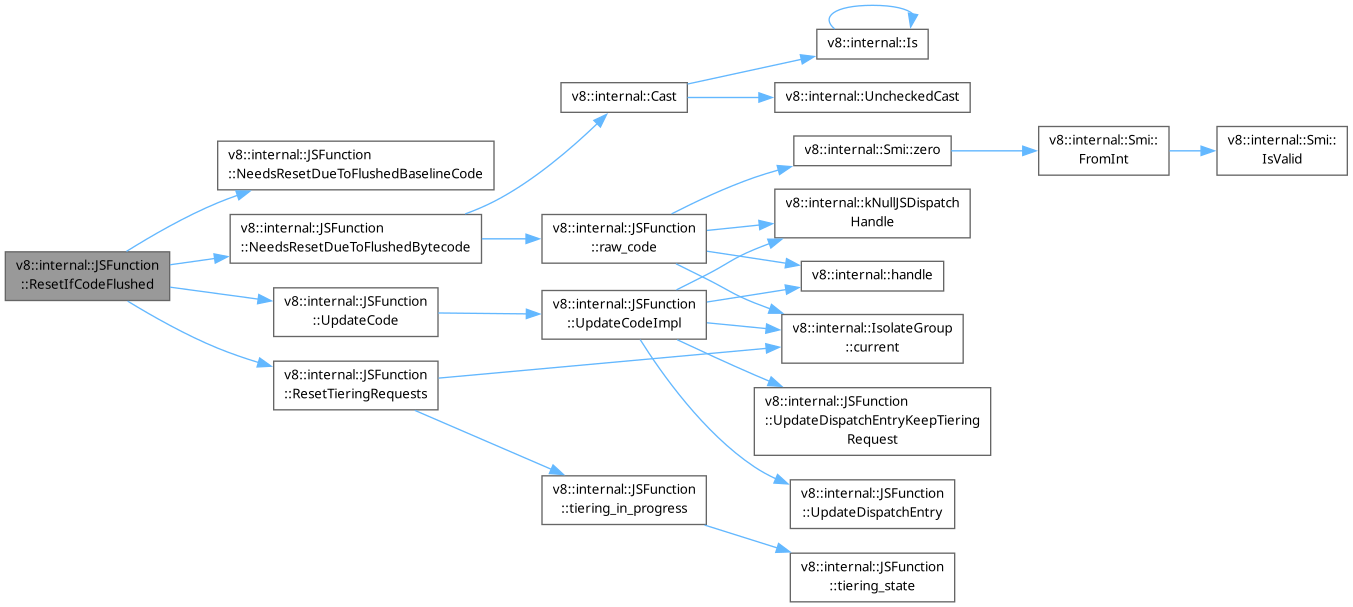 v8::internal::JSFunction
::ResetIfCodeFlushed
v8::internal::JSFunction
::NeedsResetDueToFlushedBaselineCode
v8::internal::JSFunction
::NeedsResetDueToFlushedBytecode
v8::internal::JSFunction
::UpdateCode
v8::internal::JSFunction
::ResetTieringRequests
v8::internal::Cast
v8::internal::JSFunction
::raw_code
v8::internal::JSFunction
::UpdateCodeImpl
v8::internal::JSFunction
::tiering_in_progress
v8::internal::Is
v8::internal::UncheckedCast
v8::internal::Smi::zero
v8::internal::kNullJSDispatch
Handle
v8::internal::handle
v8::internal::IsolateGroup
::current
v8::internal::JSFunction
::UpdateDispatchEntryKeepTiering
Request
v8::internal::JSFunction
::UpdateDispatchEntry
v8::internal::JSFunction
::tiering_state
v8::internal::Smi::
FromInt
v8::internal::Smi::
IsValid